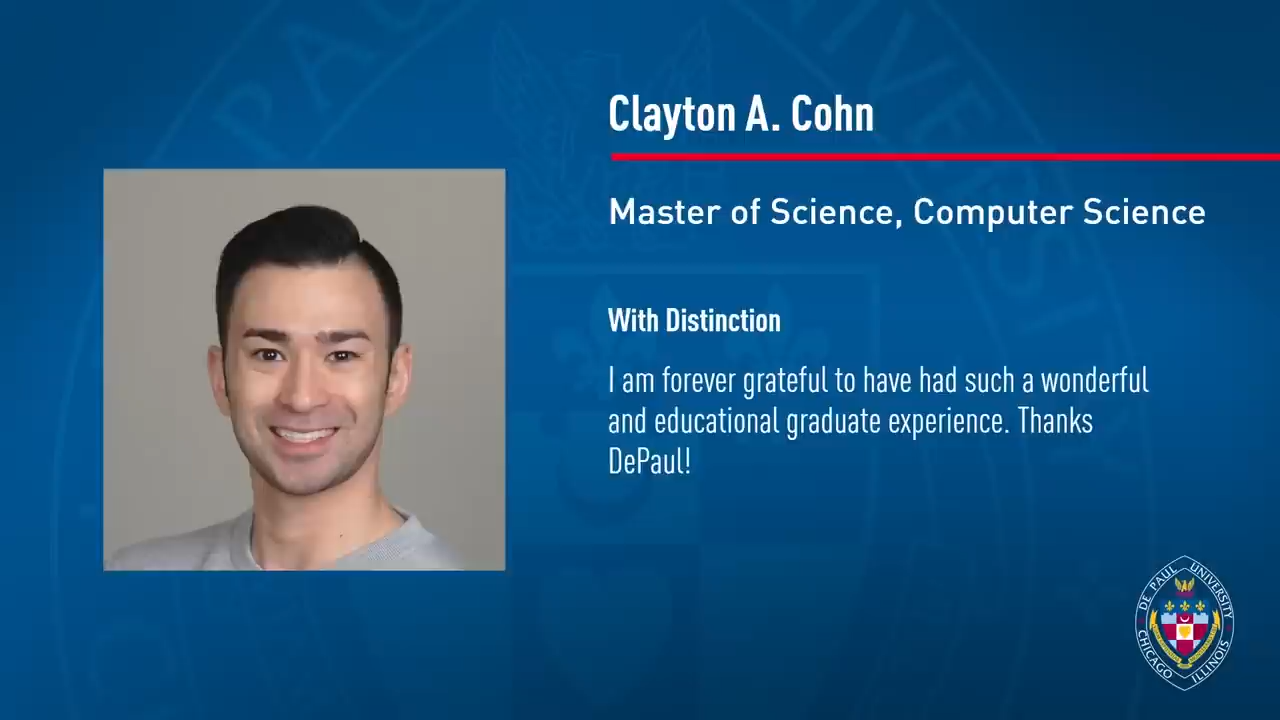 Clayton A. Cohn
Master of Science, Computer Science
With Distinction
I am forever grateful to have had such a wonderful
and educational graduate experience. Thanks
DePaul!
DE PAUL UNIVERSITY
CHICAGO ILLINOIS